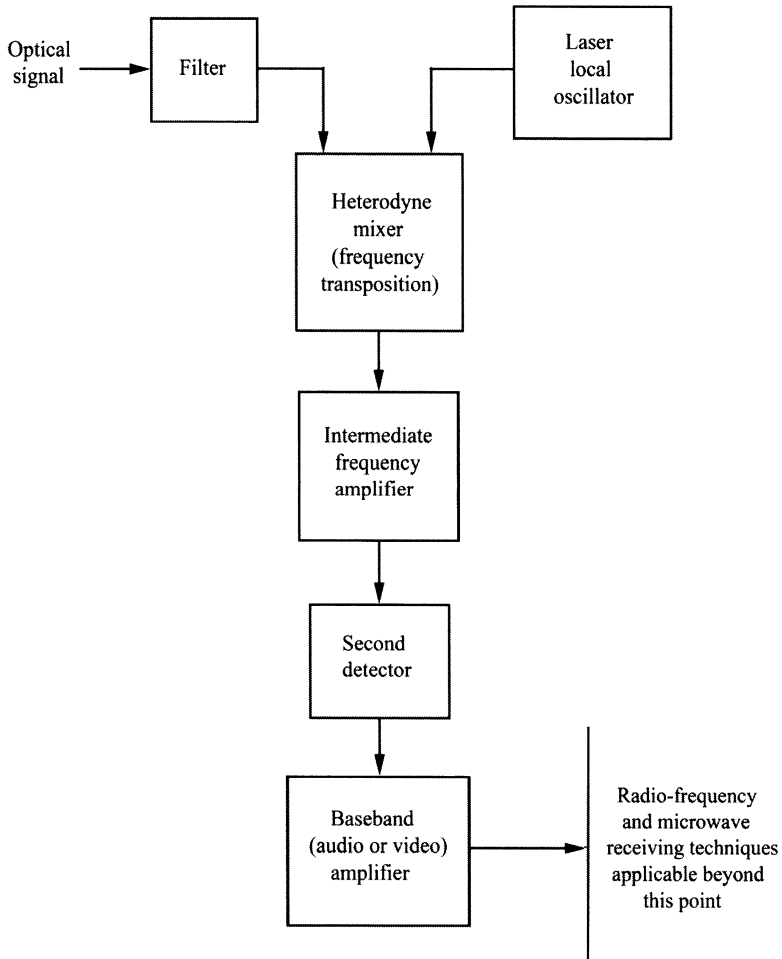 Optical
signal
Filter
Laser
local
oscillator
Heterodyne
mixer
(frequency
transposition)
Intermediate
frequency
amplifier
Second
detector
Baseband
(audio or video)
amplifier
Radio-frequency
and microwave
receiving techniques
applicable beyond
this point